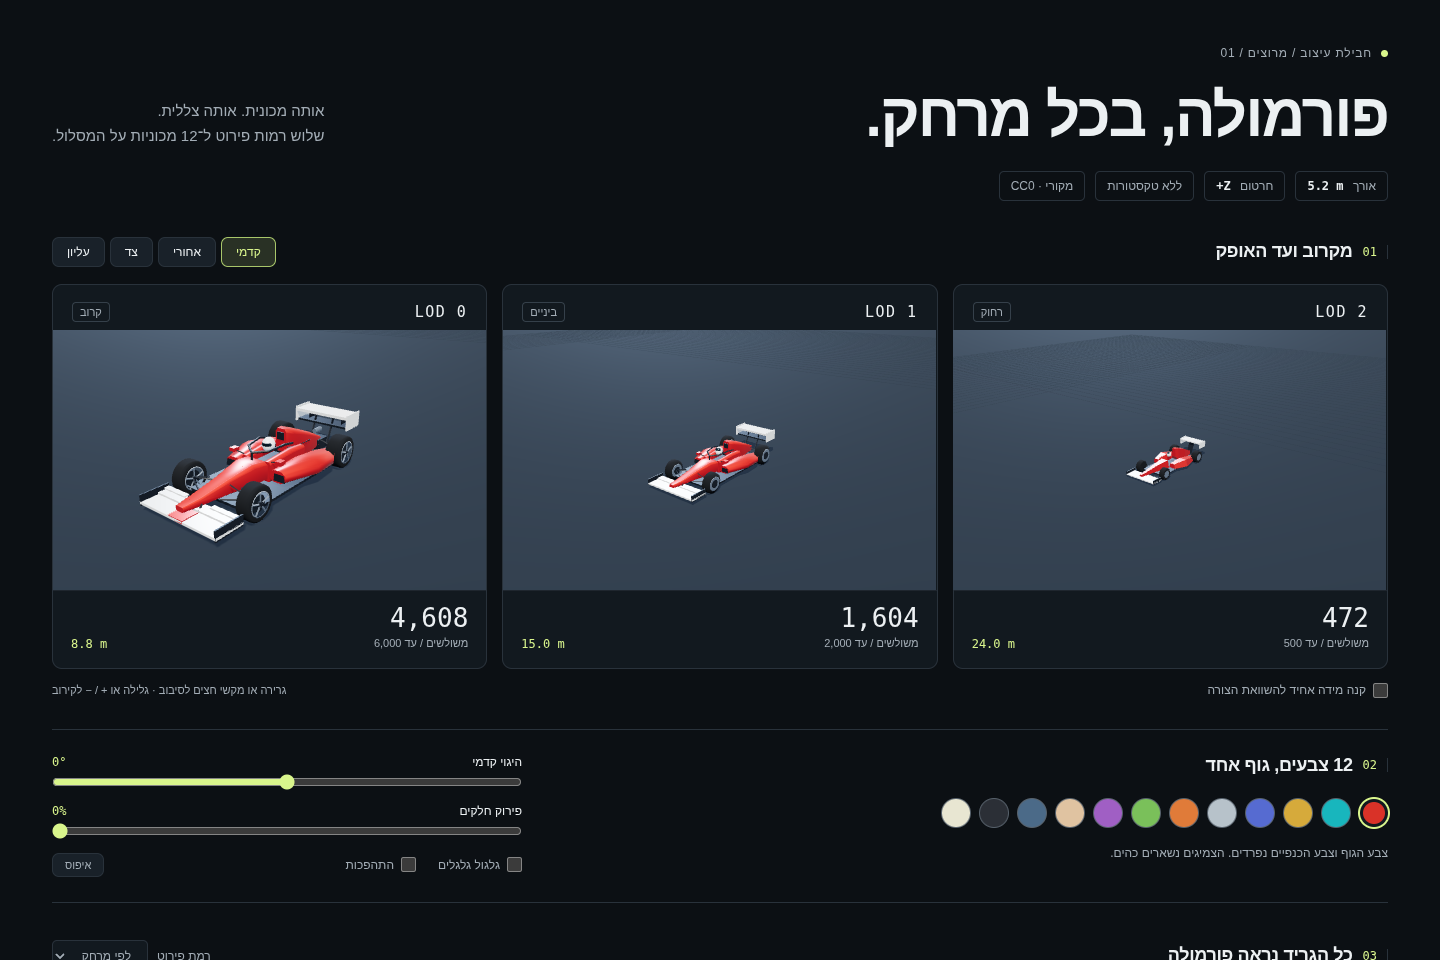 חבילת עיצוב / מרוצים / 01
פורמולה, בכל מרחק.
אותה מכונית. אותה צללית.
שלוש רמות פירוט ל־12 מכוניות על המסלול.
אורך 5.2 m
חרטום +Z
ללא טקסטורות
מקורי · CC0
01 מקרוב ועד האופק
קדמי
אחורי
צד
עליון
LOD 2
רחוק
472
משולשים / עד 500
24.0 m
LOD 1
ביניים
1,604
משולשים / עד 2,000
15.0 m
LOD 0
קרוב
4,608
משולשים / עד 6,000
8.8 m
קנה מידה אחיד להשוואת הצורה
גרירה או מקשי חצים לסיבוב · גלילה או + / − לקירוב
02 12 צבעים, גוף אחד
צבע הגוף וצבע הכנפיים נפרדים. הצמיגים נשארים כהים.
היגוי קדמי 0°
פירוק חלקים 0%
גלגול גלגלים
התהפכות
איפוס
03 כל הגריד נראה פורמולה
רמת פירוט
לפי מרחק